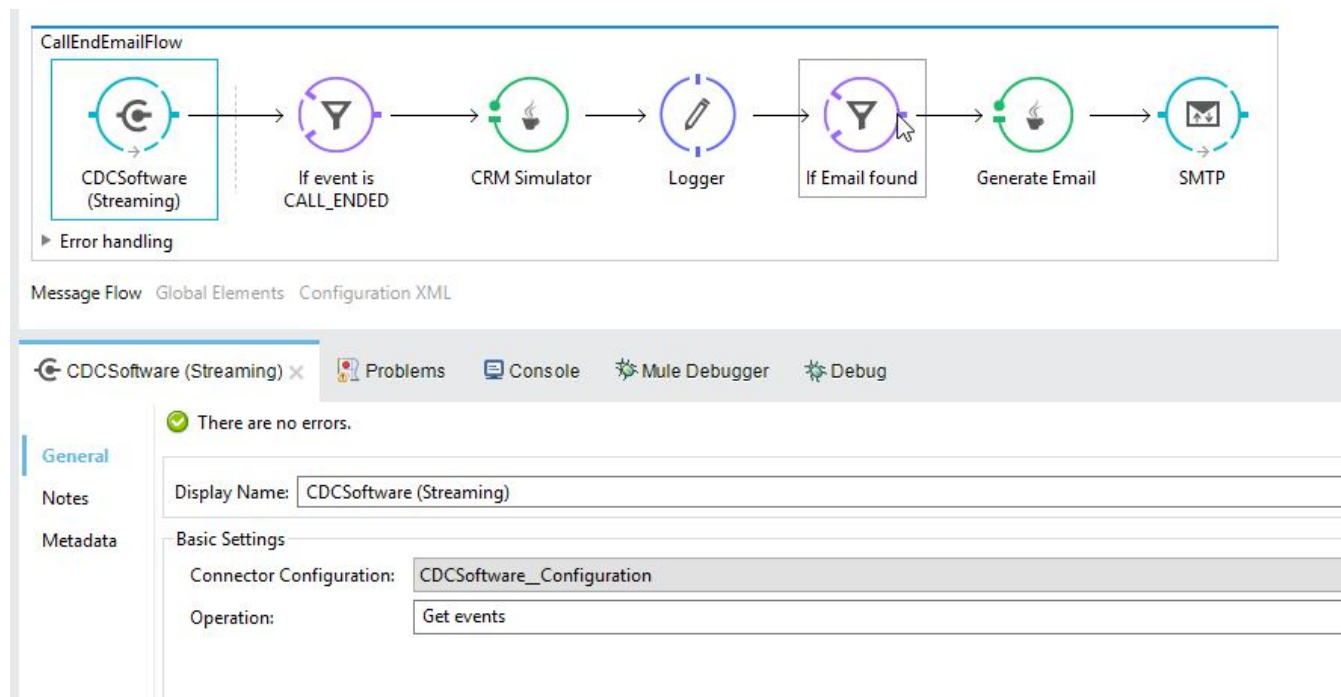 CallEndEmailFlow
CDCSoftware
(Streaming)
If event is
CALL_ENDED
CRM Simulator
Logger
If Email found
Generate Email
SMTP
Error handling
Message Flow Global Elements Configuration XML
CDCSoftware (Streaming) Problems Console Mule Debugger Debug
There are no errors.
General
Notes
Metadata
Display Name: CDCSoftware (Streaming)
Basic Settings
Connector Configuration: CDCSoftware__Configuration
Operation: Get events